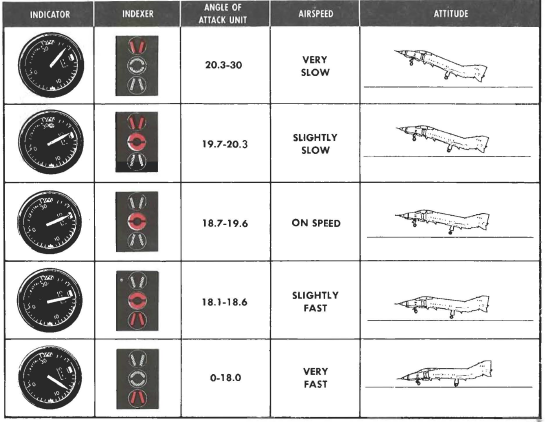 INDICATOR
INDEXER
ANGLE OF
ATTACK UNIT
AIRSPEED
ATTITUDE
20.3-30
VERY
SLOW
19.7-20.3
SLIGHTLY
SLOW
18.7-19.6
ON SPEED
18.1-18.6
SLIGHTLY
FAST
0-18.0
VERY
FAST